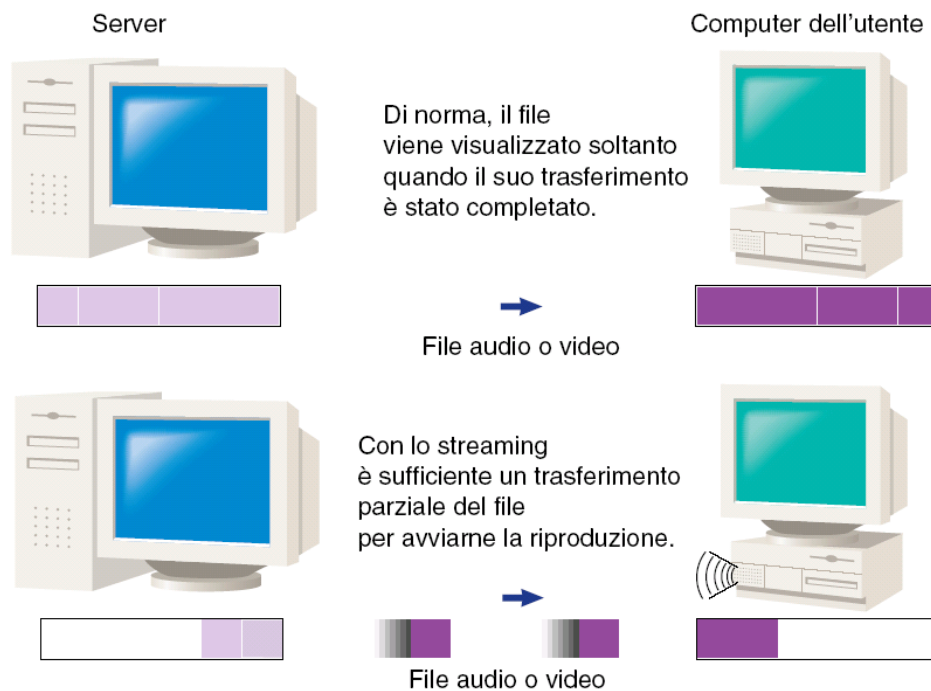 Server
Computer dell'utente
Di norma, il file
viene visualizzato soltanto
quando il suo trasferimento
è stato completato.
File audio o video
Con lo streaming
è sufficiente un trasferimento
parziale del file
per avviarne la riproduzione.
File audio o video